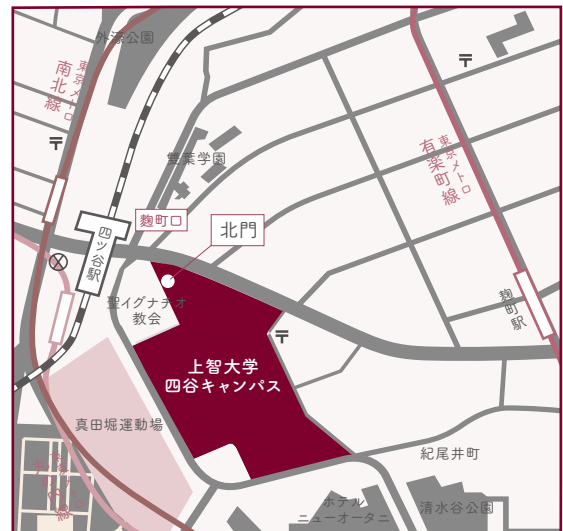 外濠公園
東京メトロ
南北線
〒
〒
雙葉学園
東京メトロ
有楽町線
麴町口
北門
四ツ谷駅
聖イグナチオ
教会
麹町駅
〒
上智大学
四谷キャンパス
真田堀運動場
紀尾井町
ホテル
ニューオータニ
清水谷公園